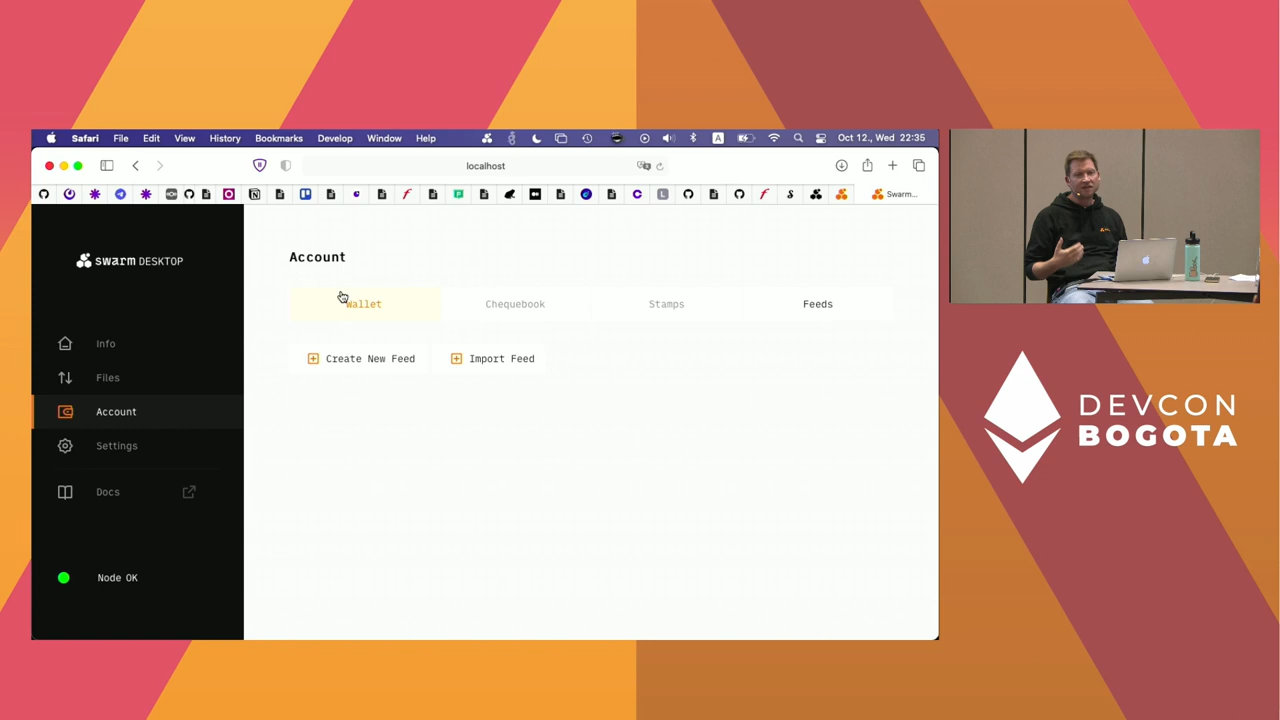 Safari File Edit View History Bookmarks Develop Window Help A Oct 12., Wed 22:35
localhost
Swarm...
swarm DESKTOP
Account
Wallet Chequebook Stamps Feeds
Create New Feed Import Feed
Info
Files
Account
Settings
Docs
Node OK
DEVCON
BOGOTA